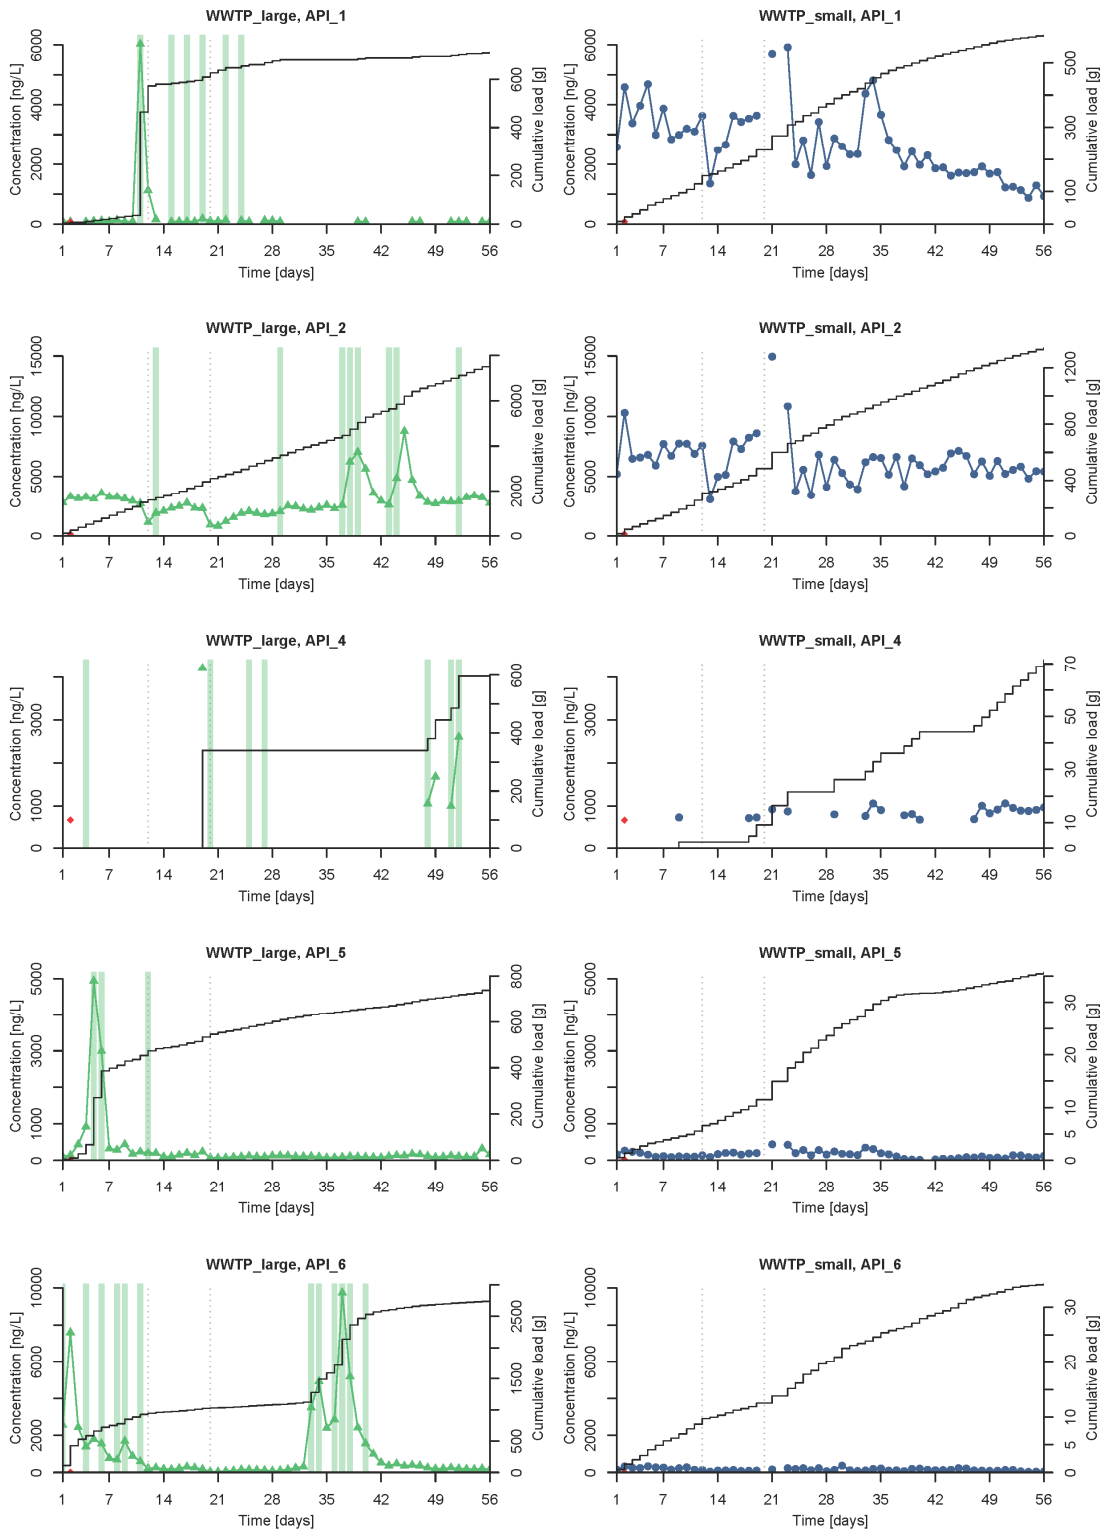 WWTP_large, API_1
Concentration [ng/L]
0 2000 4000 6000
0 200 400 600
Cumulative load [g]
1 7 14 21 28 35 42 49 56
Time [days]
WWTP_small, API_1
Concentration [ng/L]
0 2000 4000 6000
0 100 300 500
Cumulative load [g]
1 7 14 21 28 35 42 49 56
Time [days]
WWTP_large, API_2
Concentration [ng/L]
0 5000 10000 15000
0 2000 6000
Cumulative load [g]
1 7 14 21 28 35 42 49 56
Time [days]
WWTP_small, API_2
Concentration [ng/L]
0 5000 10000 15000
0 400 800 1200
Cumulative load [g]
1 7 14 21 28 35 42 49 56
Time [days]
WWTP_large, API_4
Concentration [ng/L]
0 1000 3000
0 200 400 600
Cumulative load [g]
1 7 14 21 28 35 42 49 56
Time [days]
WWTP_small, API_4
Concentration [ng/L]
0 1000 3000
0 10 30 50 70
Cumulative load [g]
1 7 14 21 28 35 42 49 56
Time [days]
WWTP_large, API_5
Concentration [ng/L]
0 1000 3000 5000
0 200 400 600 800
Cumulative load [g]
1 7 14 21 28 35 42 49 56
Time [days]
WWTP_small, API_5
Concentration [ng/L]
0 1000 3000 5000
0 5 10 20 30
Cumulative load [g]
1 7 14 21 28 35 42 49 56
Time [days]
WWTP_large, API_6
Concentration [ng/L]
0 2000 6000 10000
0 500 1500 2500
Cumulative load [g]
1 7 14 21 28 35 42 49 56
Time [days]
WWTP_small, API_6
Concentration [ng/L]
0 2000 6000 10000
0 5 10 20 30
Cumulative load [g]
1 7 14 21 28 35 42 49 56
Time [days]